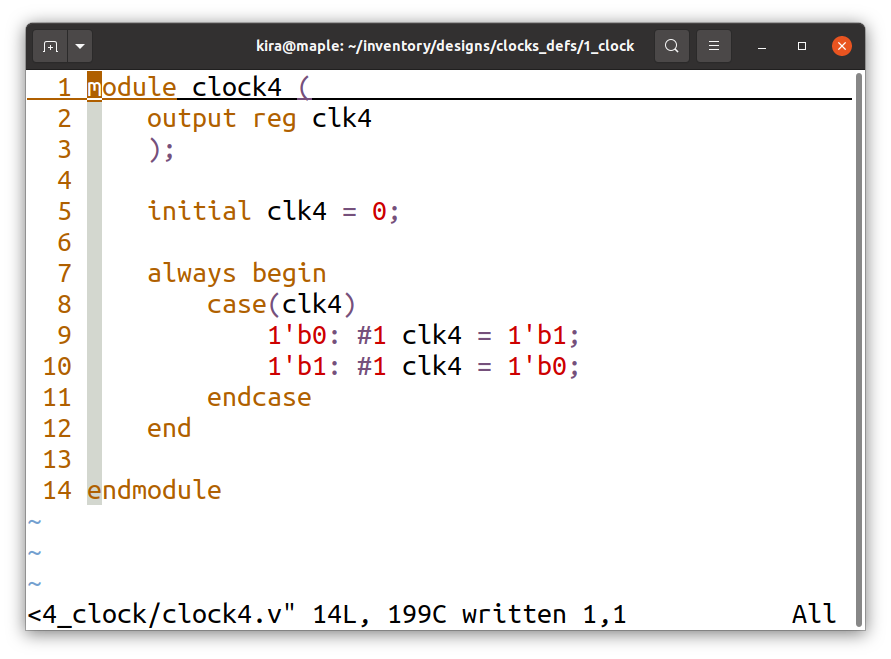 kira@maple: ~/inventory/designs/clocks_defs/1_clock
1 module clock4 (
2 output reg clk4
3 );
4
5 initial clk4 = 0;
6
7 always begin
8 case(clk4)
9 1'b0: #1 clk4 = 1'b1;
10 1'b1: #1 clk4 = 1'b0;
11 endcase
12 end
13
14 endmodule
~
~
~
<4_clock/clock4.v" 14L, 199C written 1,1 All